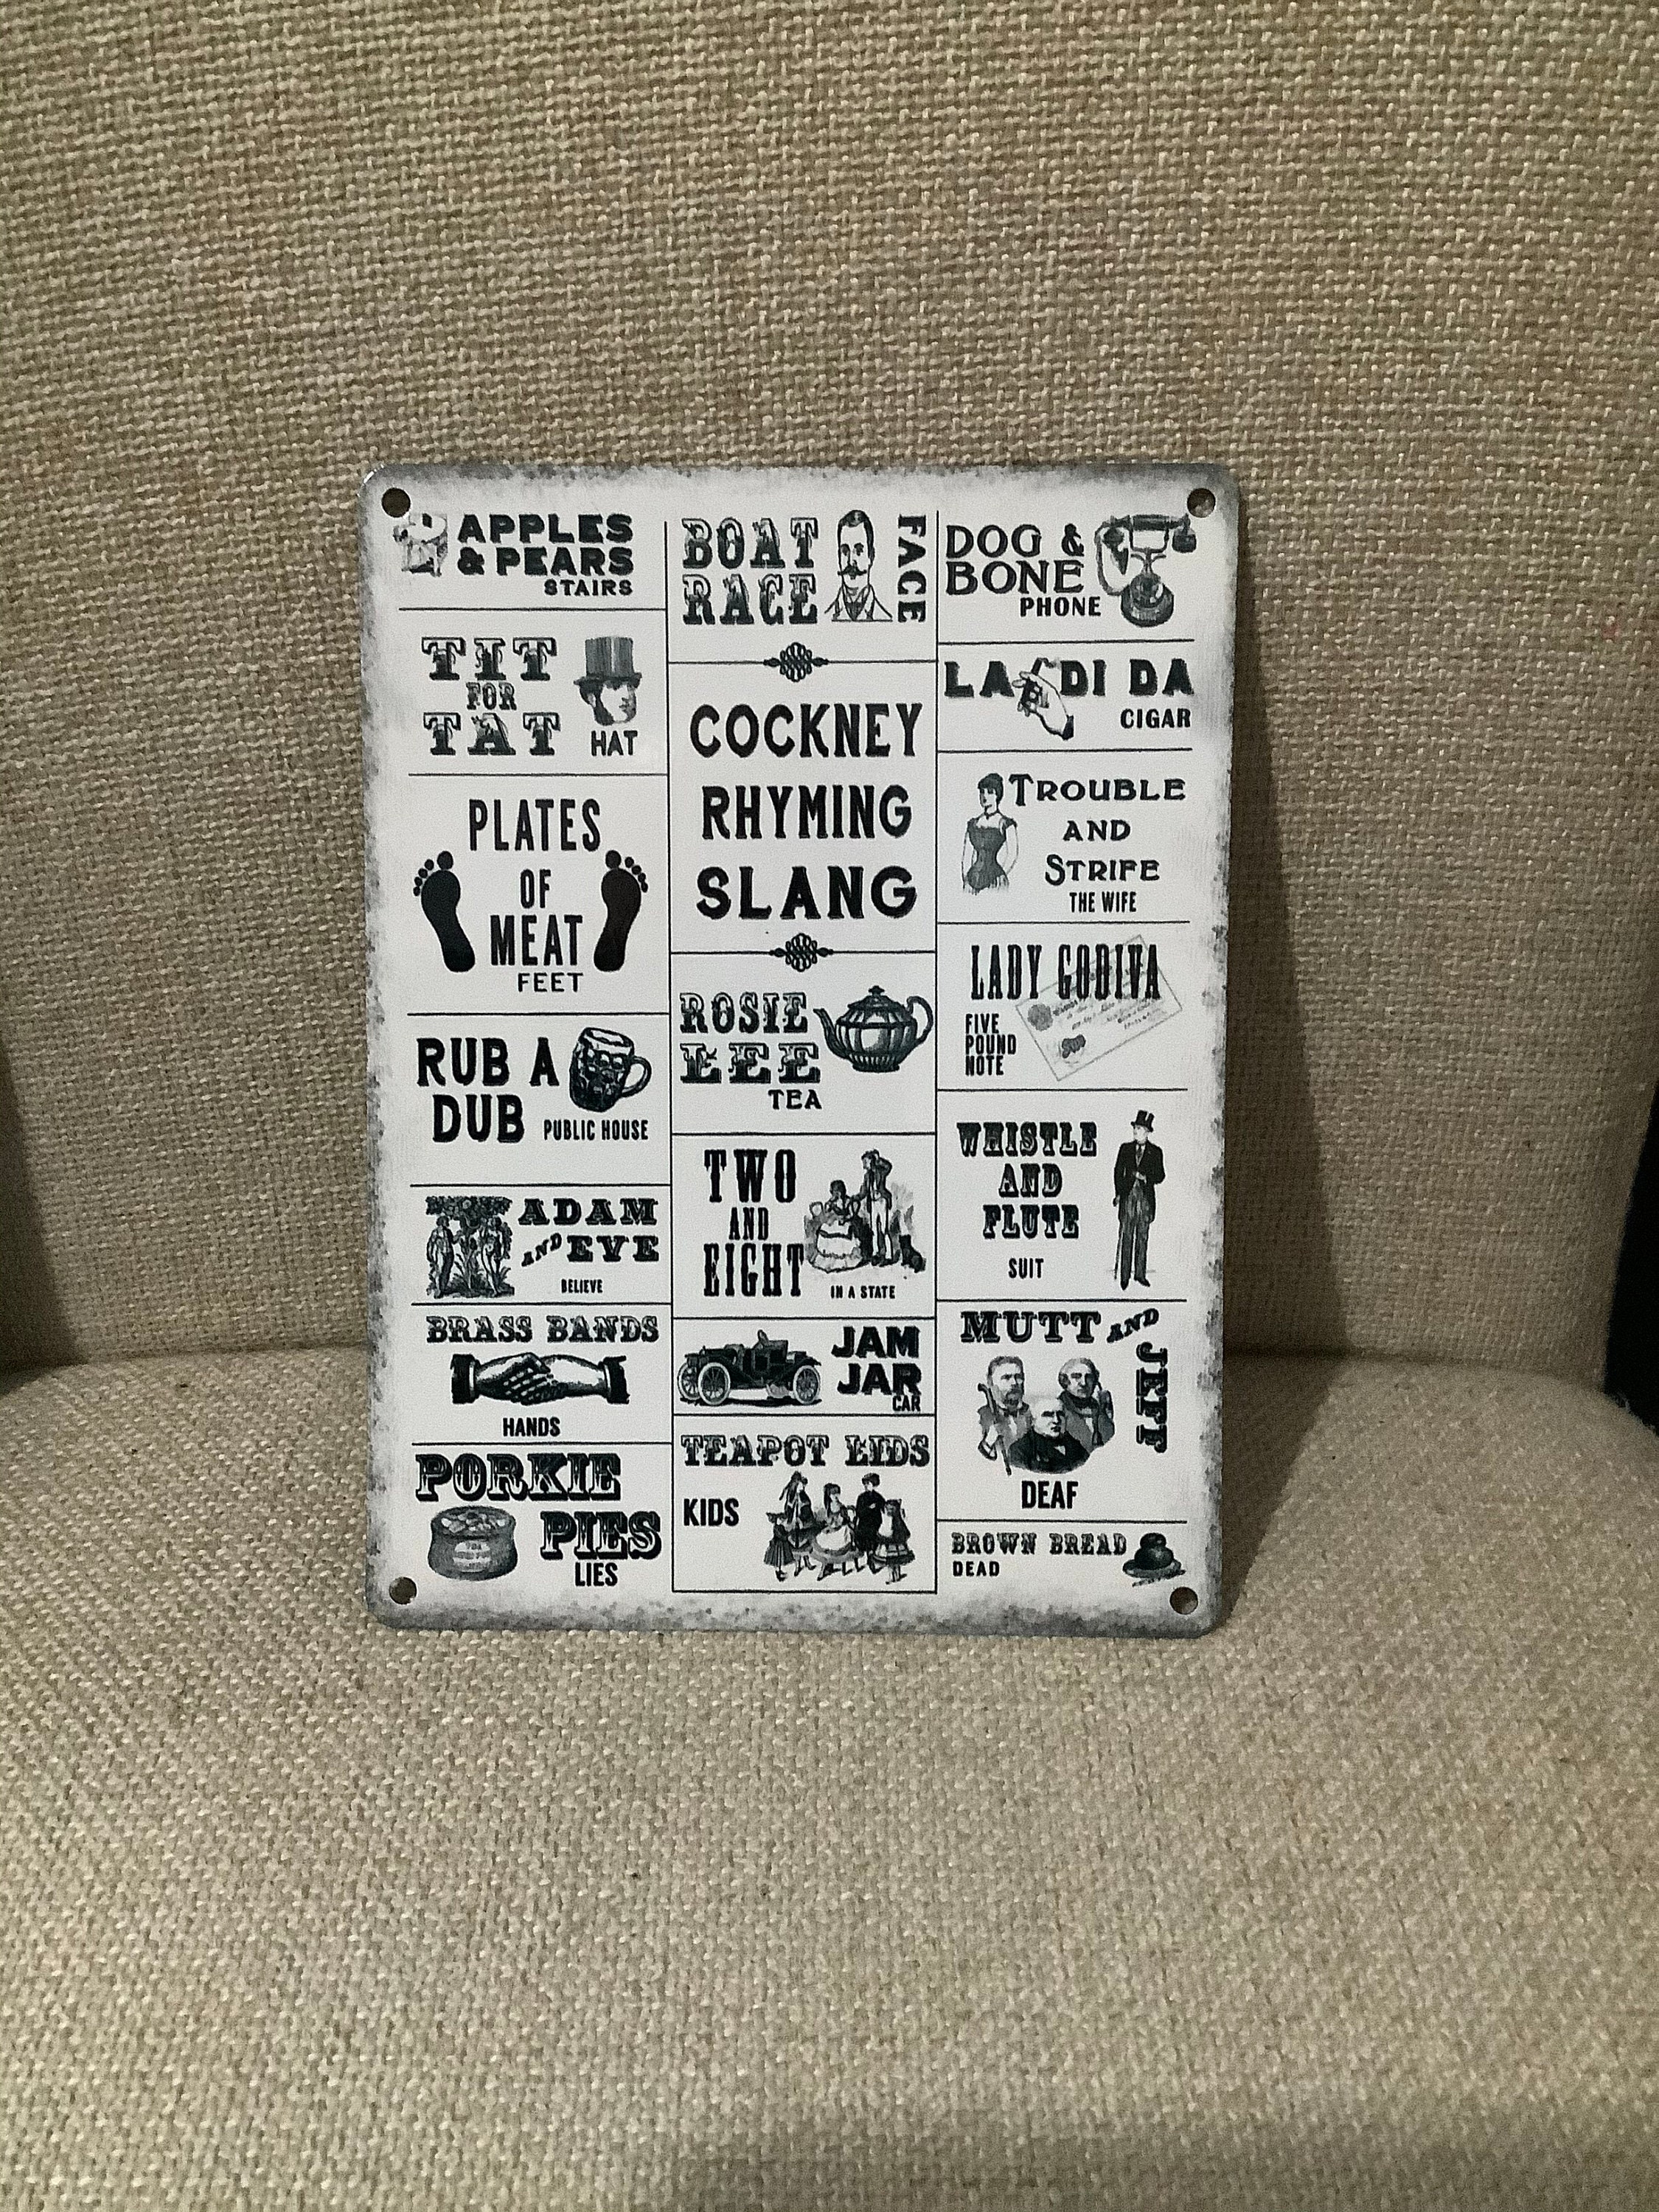 APPLES
& PEARS
STAIRS
TIT
FOR
TAT
HAT
PLATES
OF
MEAT
FEET
RUB A
DUB
PUBLIC HOUSE
ADAM
AND EVE
BELIEVE
BRASS BANDS
HANDS
PORKIE
PIES
LIES
BOAT
RACE
FACE
COCKNEY
RHYMING
SLANG
ROSIE
LEE
TEA
TWO
AND
EIGHT
IN A STATE
JAM
JAR
CAR
TEAPOT LIDS
KIDS
DOG &
BONE
PHONE
LA DI DA
CIGAR
TROUBLE
AND
STRIFE
THE WIFE
LADY GODIVA
FIVE
POUND
NOTE
WHISTLE
AND
FLUTE
SUIT
MUTT AND
JEFF
DEAF
BROWN BREAD
DEAD